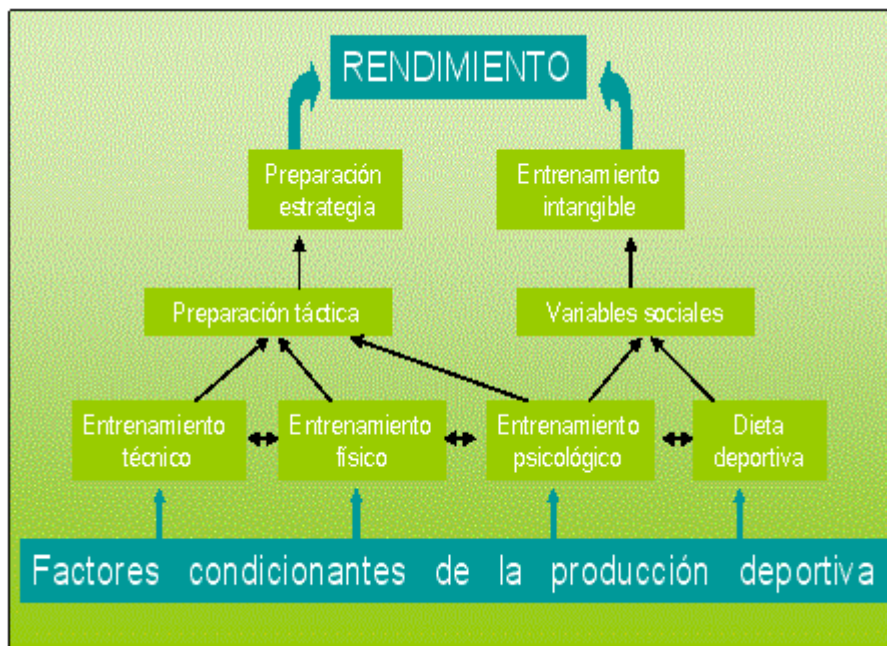 RENDIMIENTO
Preparación
estrategia
Entrenamiento
intangible
Preparación táctica
Variables sociales
Entrenamiento
técnico
Entrenamiento
físico
Entrenamiento
psicológico
Dieta
deportiva
Factores condicionantes de la producción deportiva